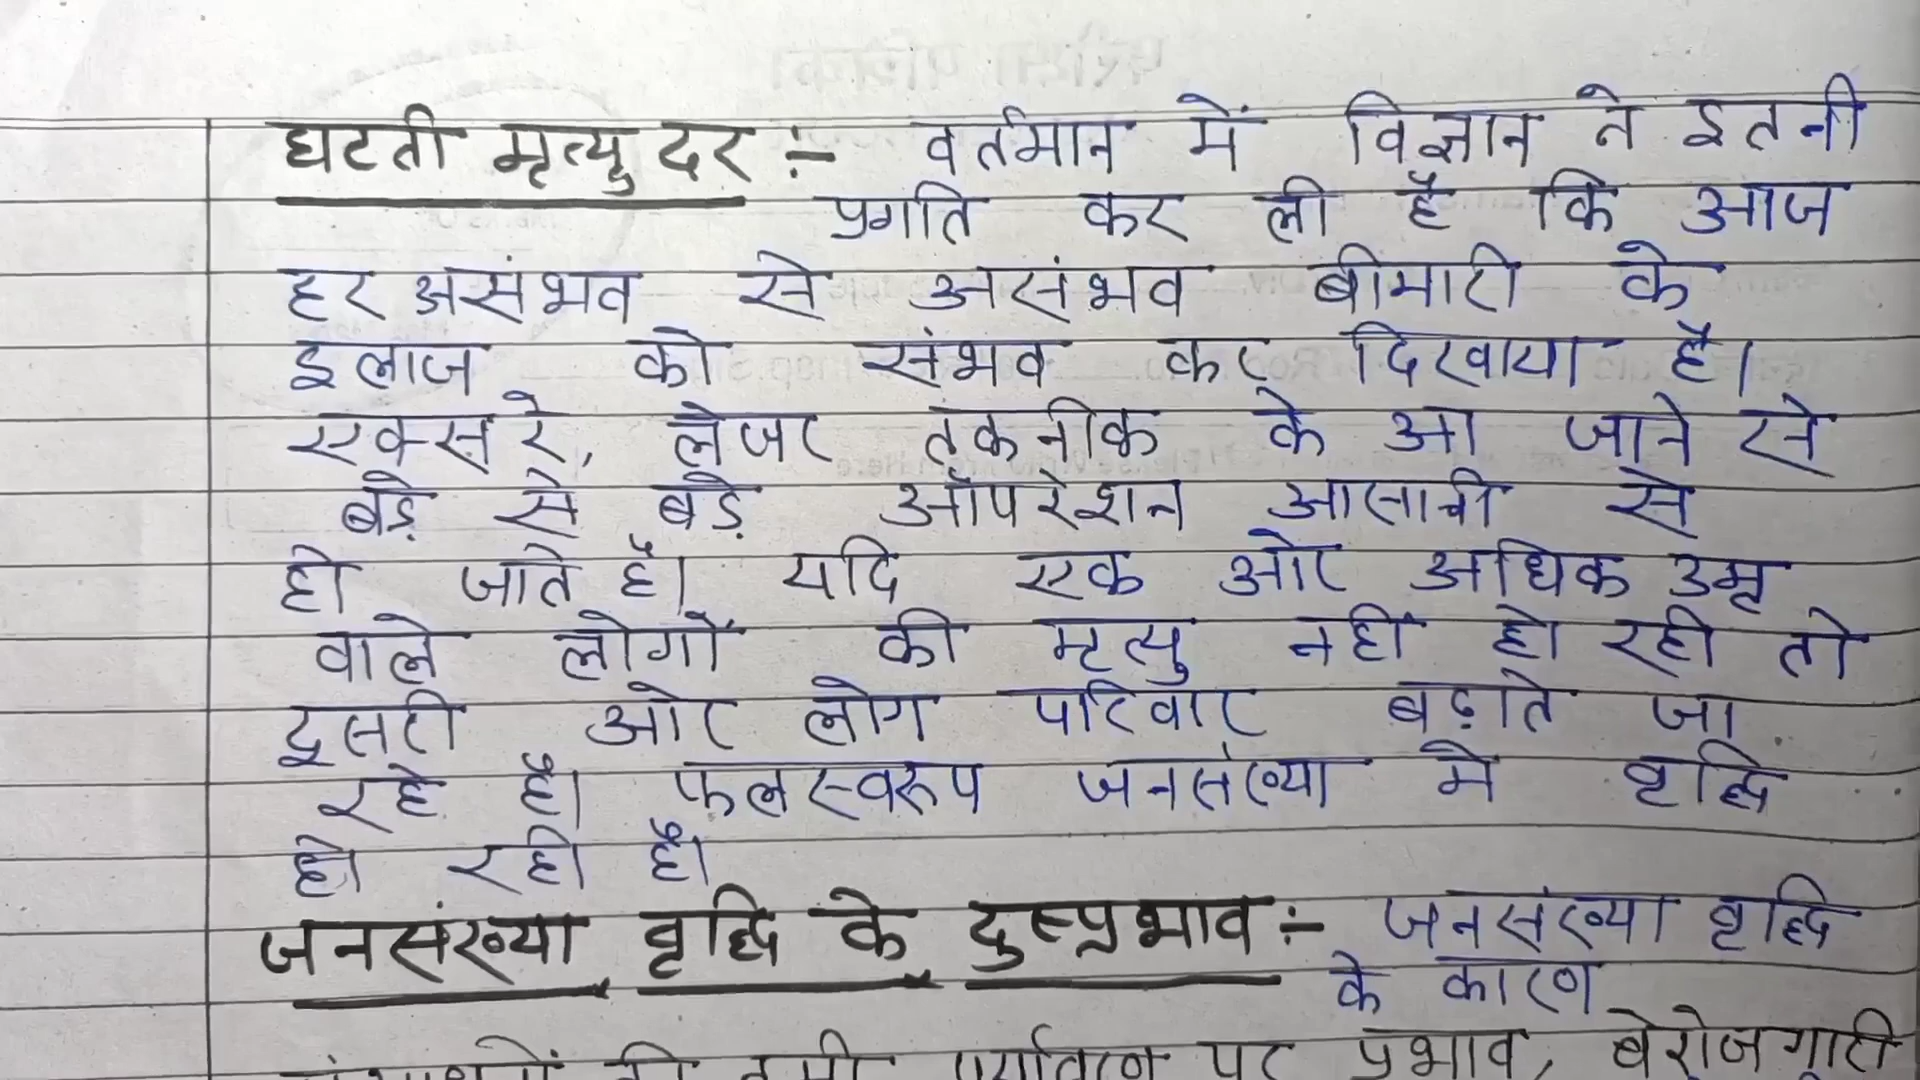 घटती मृत्यु दर :- वर्तमान में विज्ञान ने इतनी
प्रगति कर ली है कि आज
हर असंभव से असंभव बीमारी के
इलाज को संभव कर दिखाया है।
एक्स रे, लेजर तकनीक के आ जाने से
बड़े से बड़े ऑपरेशन आसानी से
हो जाते है। यदि एक ओर अधिक उमृ
वाले लोगों की मृत्यु नहीं हो रही तो
दूसरी ओर लोग परिवार बढ़ाते जा
रहे है। फलस्वरूप जनसंख्या मे वृद्धि
हो रही है।
जनसंख्या वृद्धि के दुष्प्रभाव :- जनसंख्या वृद्धि
के कारण
पर्यावरण पर प्रभाव, बेरोजगारी